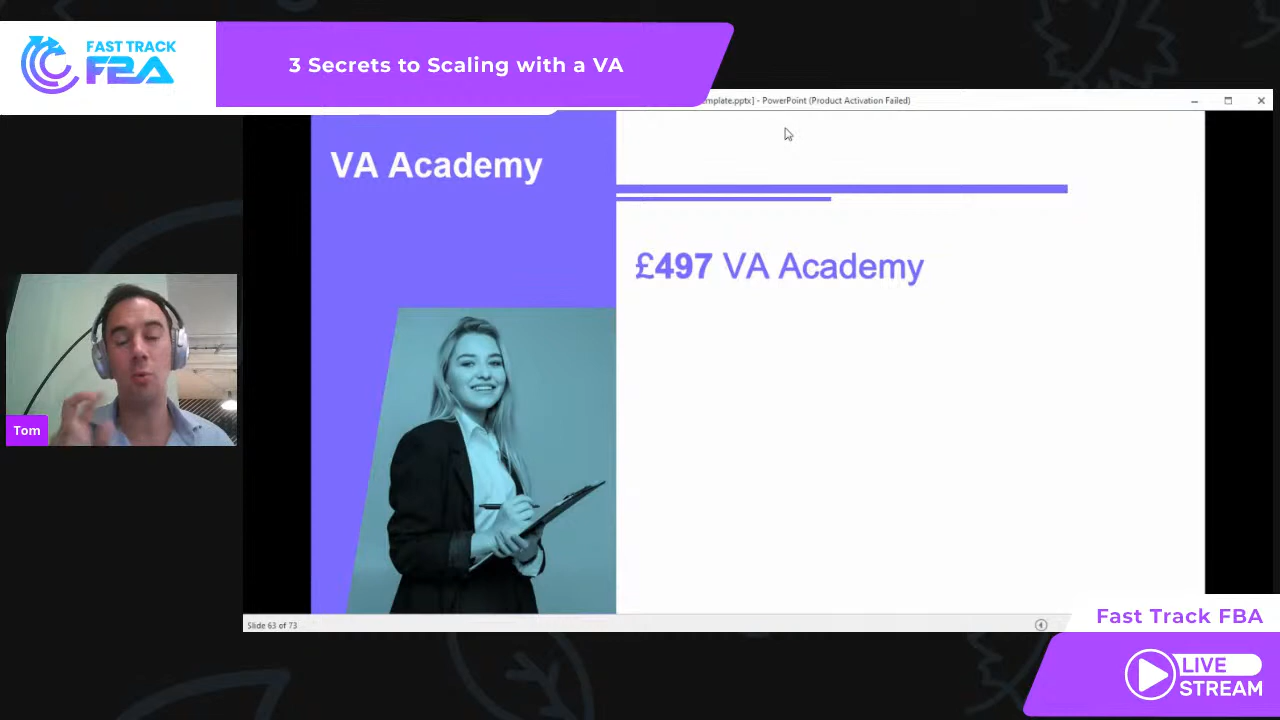 FAST TRACK
FBA
3 Secrets to Scaling with a VA
mplate.pptx] - PowerPoint (Product Activation Failed)
VA Academy
£497 VA Academy
Tom
Slide 63 of 73
Fast Track FBA
LIVE
STREAM